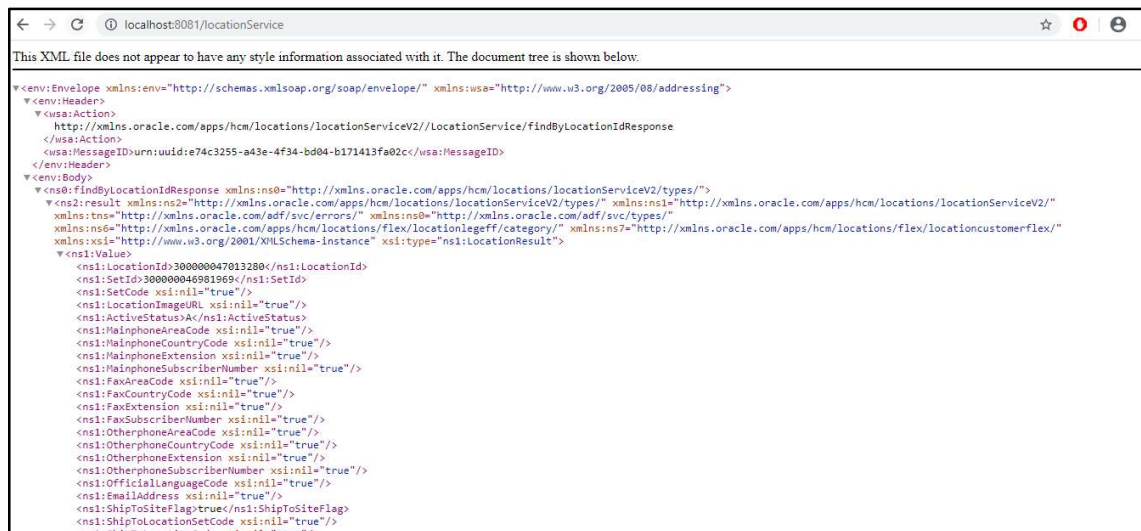 localhost:8081/locationService
This XML file does not appear to have any style information associated with it. The document tree is shown below.
▼<env:Envelope xmlns:env="http://schemas.xmlsoap.org/soap/envelope/" xmlns:wsa="http://www.w3.org/2005/08/addressing">
▼<env:Header>
▼<wsa:Action>
http://xmlns.oracle.com/apps/hcm/locations/locationServiceV2//LocationService/findByLocationIdResponse
</wsa:Action>
<wsa:MessageID>urn:uuid:e74c3255-a43e-4f34-bd04-b171413fa02c</wsa:MessageID>
</env:Header>
▼<env:Body>
▼<ns0:findByLocationIdResponse xmlns:ns0="http://xmlns.oracle.com/apps/hcm/locations/locationServiceV2/types/">
▼<ns2:result xmlns:ns2="http://xmlns.oracle.com/apps/hcm/locations/locationServiceV2/types/" xmlns:ns1="http://xmlns.oracle.com/apps/hcm/locations/locationServiceV2/"
xmlns:tns="http://xmlns.oracle.com/adf/svc/errors/" xmlns:ns0="http://xmlns.oracle.com/adf/svc/types/"
xmlns:ns6="http://xmlns.oracle.com/apps/hcm/locations/flex/locationlegeff/category/" xmlns:ns7="http://xmlns.oracle.com/apps/hcm/locations/flex/locationcustomerflex/"
xmlns:xsi="http://www.w3.org/2001/XMLSchema-instance" xsi:type="ns1:LocationResult">
▼<ns1:Value>
<ns1:LocationId>300000047013280</ns1:LocationId>
<ns1:SetId>300000046981969</ns1:SetId>
<ns1:SetCode xsi:nil="true"/>
<ns1:LocationImageURL xsi:nil="true"/>
<ns1:ActiveStatus>A</ns1:ActiveStatus>
<ns1:MainphoneAreaCode xsi:nil="true"/>
<ns1:MainphoneCountryCode xsi:nil="true"/>
<ns1:MainphoneExtension xsi:nil="true"/>
<ns1:MainphoneSubscriberNumber xsi:nil="true"/>
<ns1:FaxAreaCode xsi:nil="true"/>
<ns1:FaxCountryCode xsi:nil="true"/>
<ns1:FaxExtension xsi:nil="true"/>
<ns1:FaxSubscriberNumber xsi:nil="true"/>
<ns1:OtherphoneAreaCode xsi:nil="true"/>
<ns1:OtherphoneCountryCode xsi:nil="true"/>
<ns1:OtherphoneExtension xsi:nil="true"/>
<ns1:OtherphoneSubscriberNumber xsi:nil="true"/>
<ns1:OfficialLanguageCode xsi:nil="true"/>
<ns1:EmailAddress xsi:nil="true"/>
<ns1:ShipToSiteFlag>true</ns1:ShipToSiteFlag>
<ns1:ShipToLocationSetCode xsi:nil="true"/>